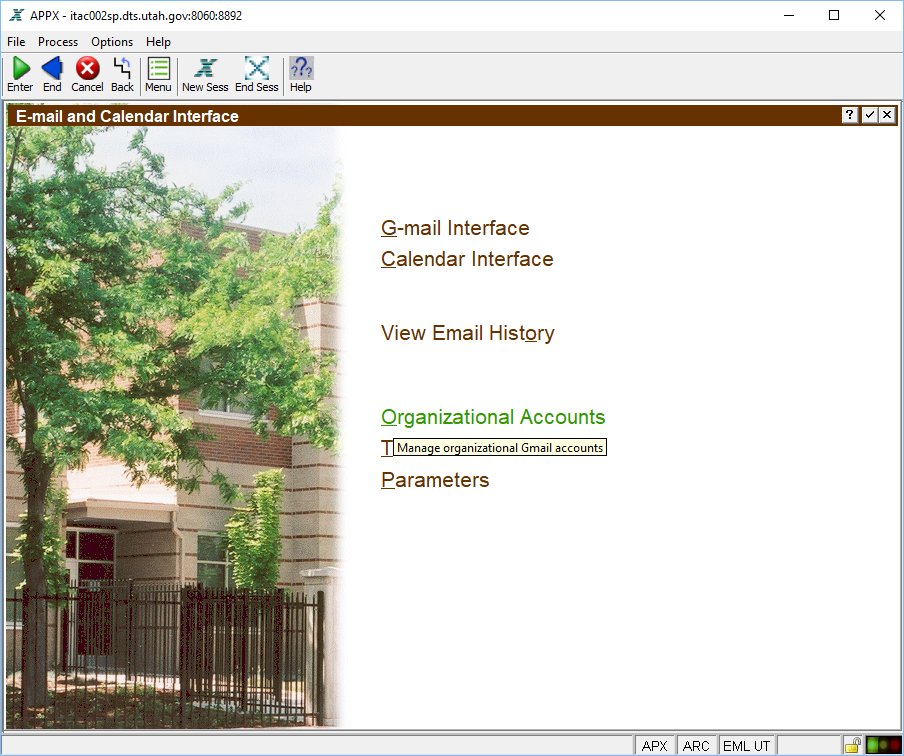 APPX - itac002sp.dts.utah.gov:8060:8892
File Process Options Help
Enter End Cancel Back Menu New Sess End Sess Help
E-mail and Calendar Interface
G-mail Interface
Calendar Interface
View Email History
Organizational Accounts
T
Manage organizational Gmail accounts
Parameters
APX ARC EML UT